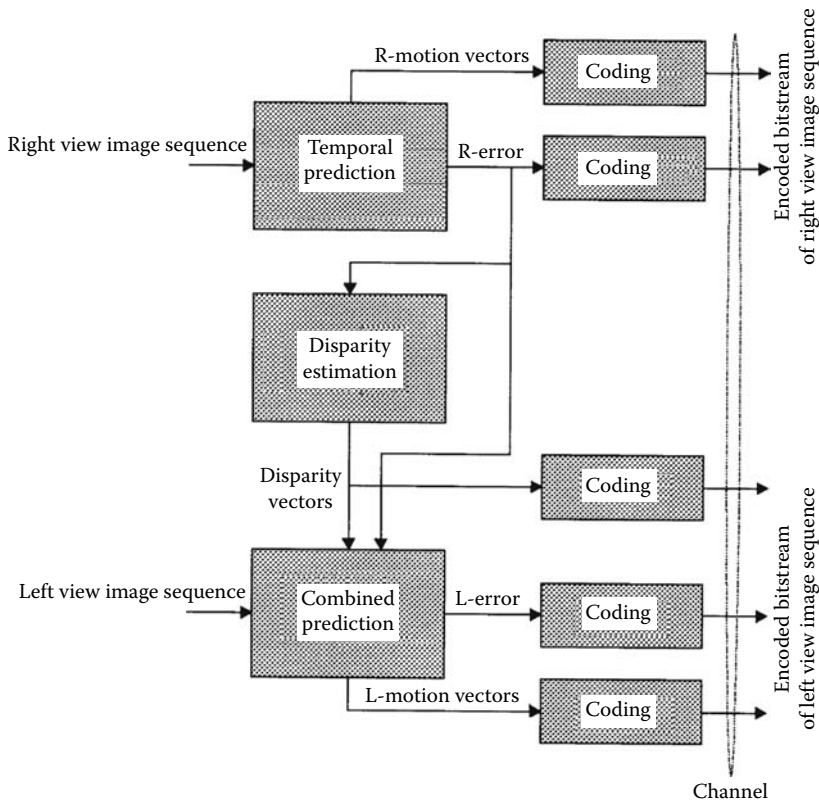 R-motion vectors
Coding
Right view image sequence
Temporal
prediction
R-error
Coding
Encoded bitstream
of right view image sequence
Disparity
estimation
Disparity
vectors
Coding
Left view image sequence
Combined
prediction
L-error
Coding
Encoded bitstream
of left view image sequence
L-motion vectors
Coding
Channel